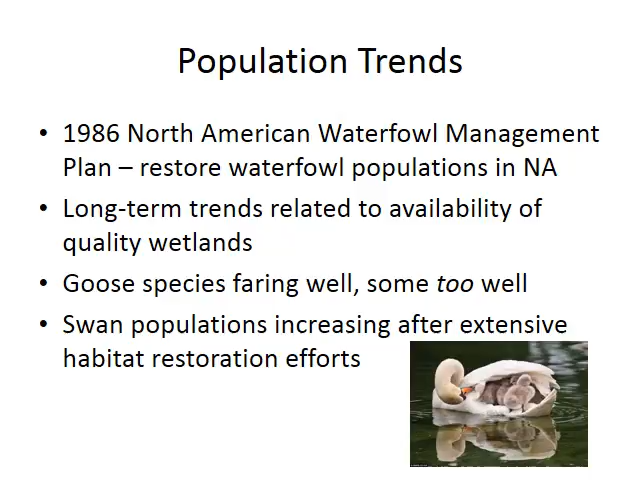 Population Trends
• 1986 North American Waterfowl Management
Plan – restore waterfowl populations in NA
• Long-term trends related to availability of
quality wetlands
• Goose species faring well, some too well
• Swan populations increasing after extensive
habitat restoration efforts